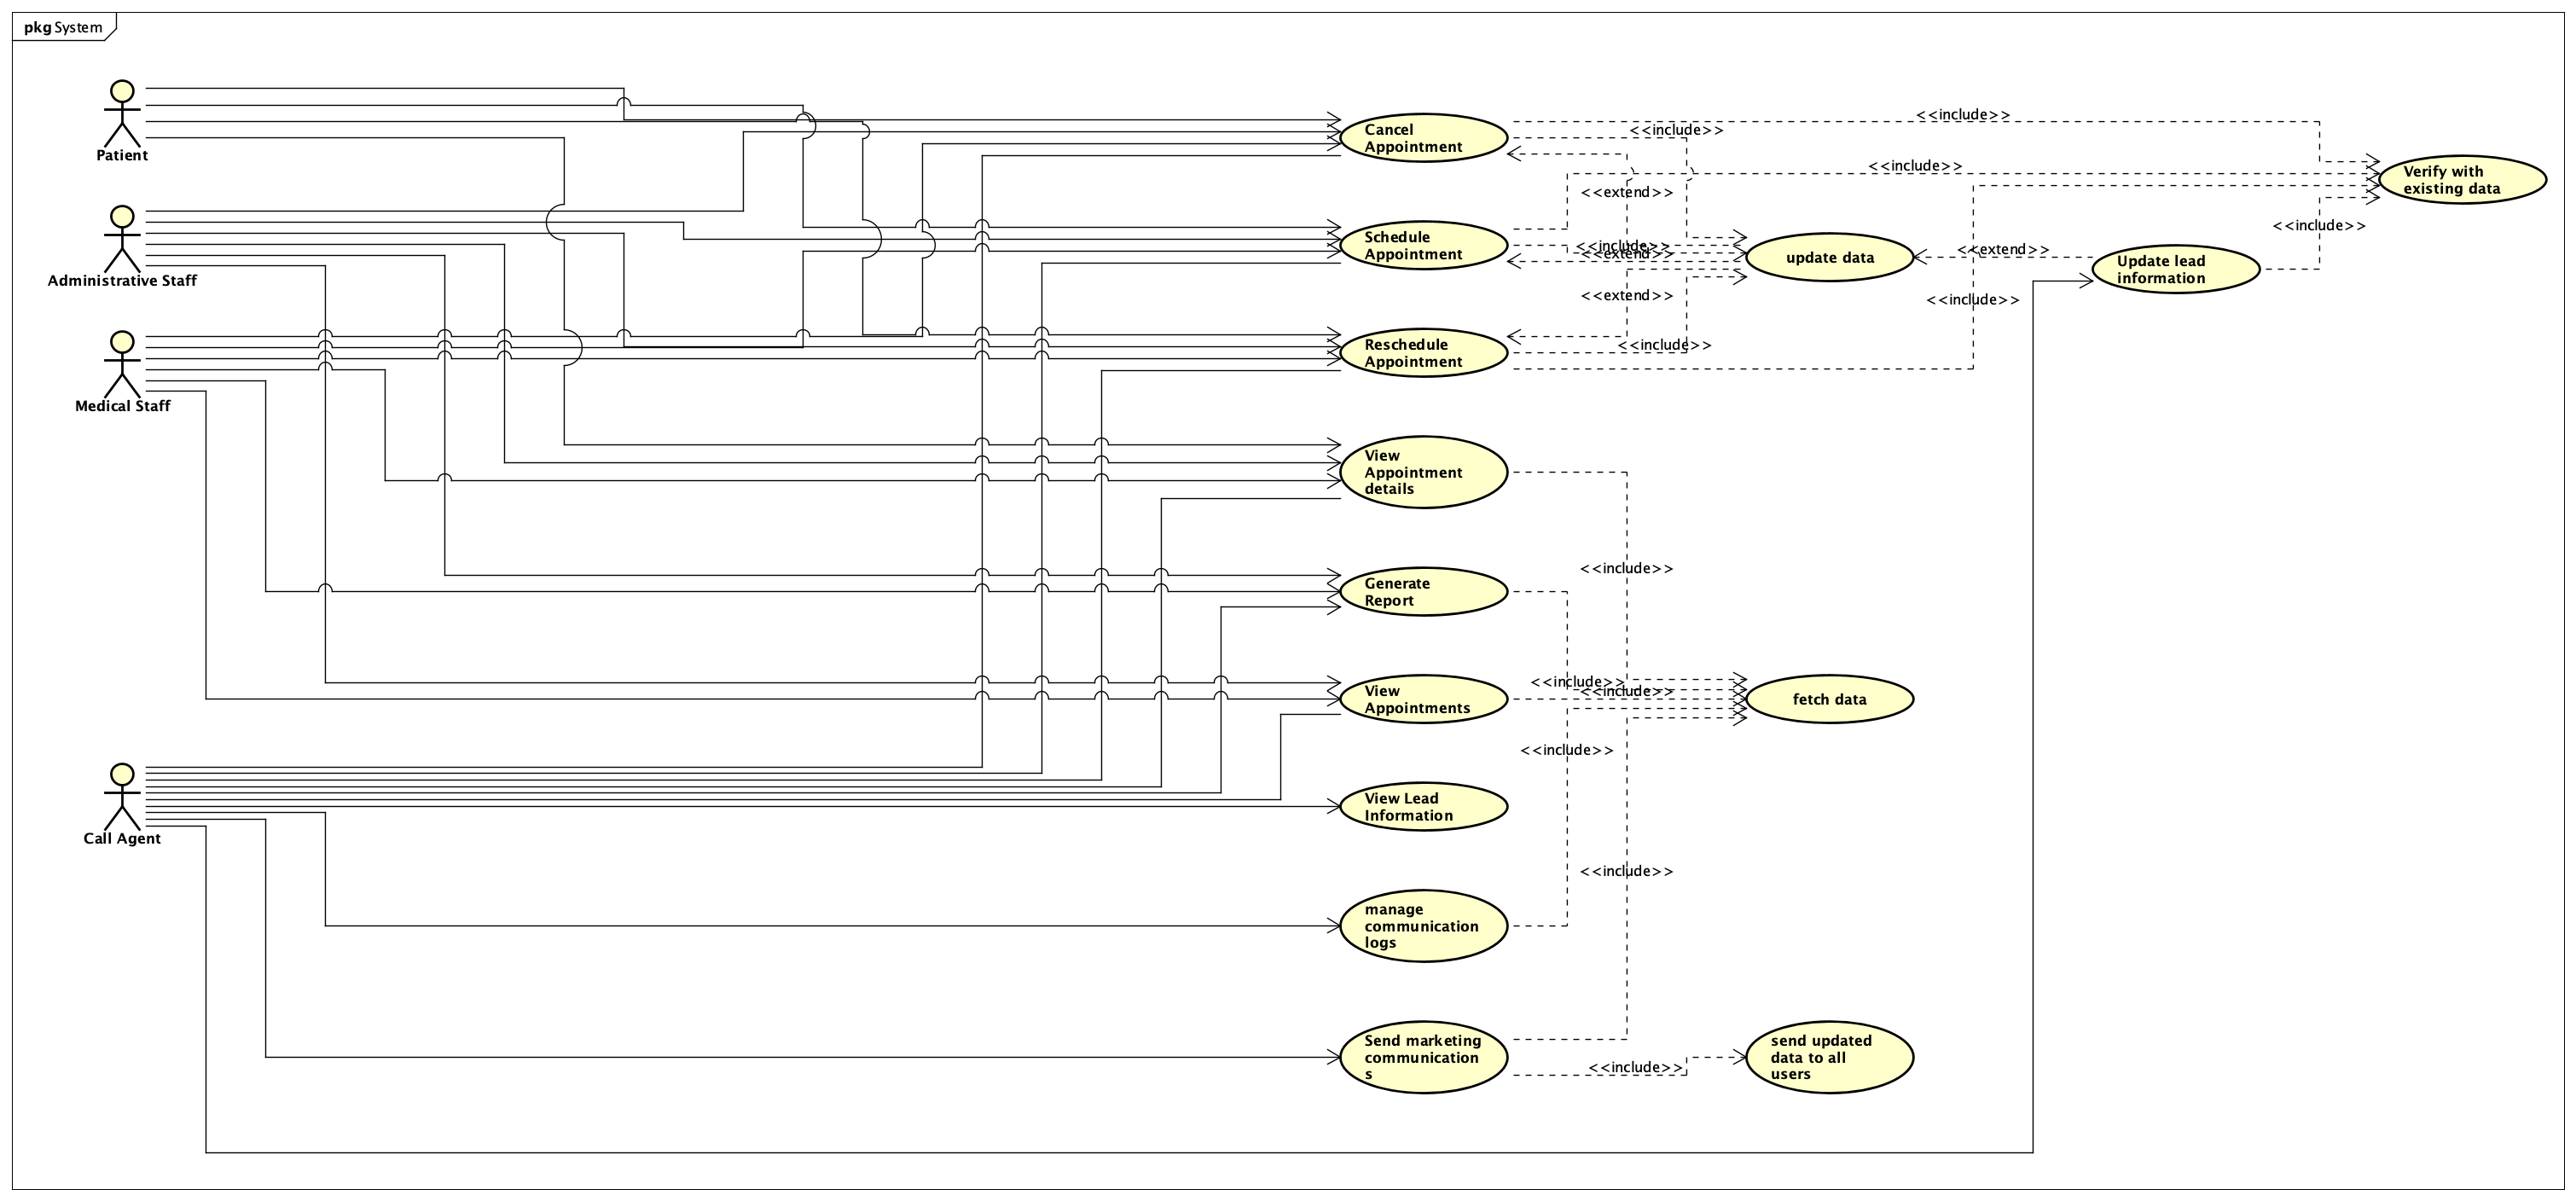 pkg System
Patient
Administrative Staff
Medical Staff
Call Agent
Cancel
Appointment
Schedule
Appointment
Reschedule
Appointment
View
Appointment
details
Generate
Report
View
Appointments
View Lead
Information
manage
communication
logs
Send marketing
communication
s
<<include>>
<<include>>
<<include>>
<<extend>>
<<include>>
<<extend>>
<<extend>>
<<include>>
<<include>>
<<extend>>
<<include>>
update data
Update lead
information
Verify with
existing data
<<include>>
<<include>>
<<include>>
<<include>>
<<include>>
<<include>>
fetch data
send updated
data to all
users